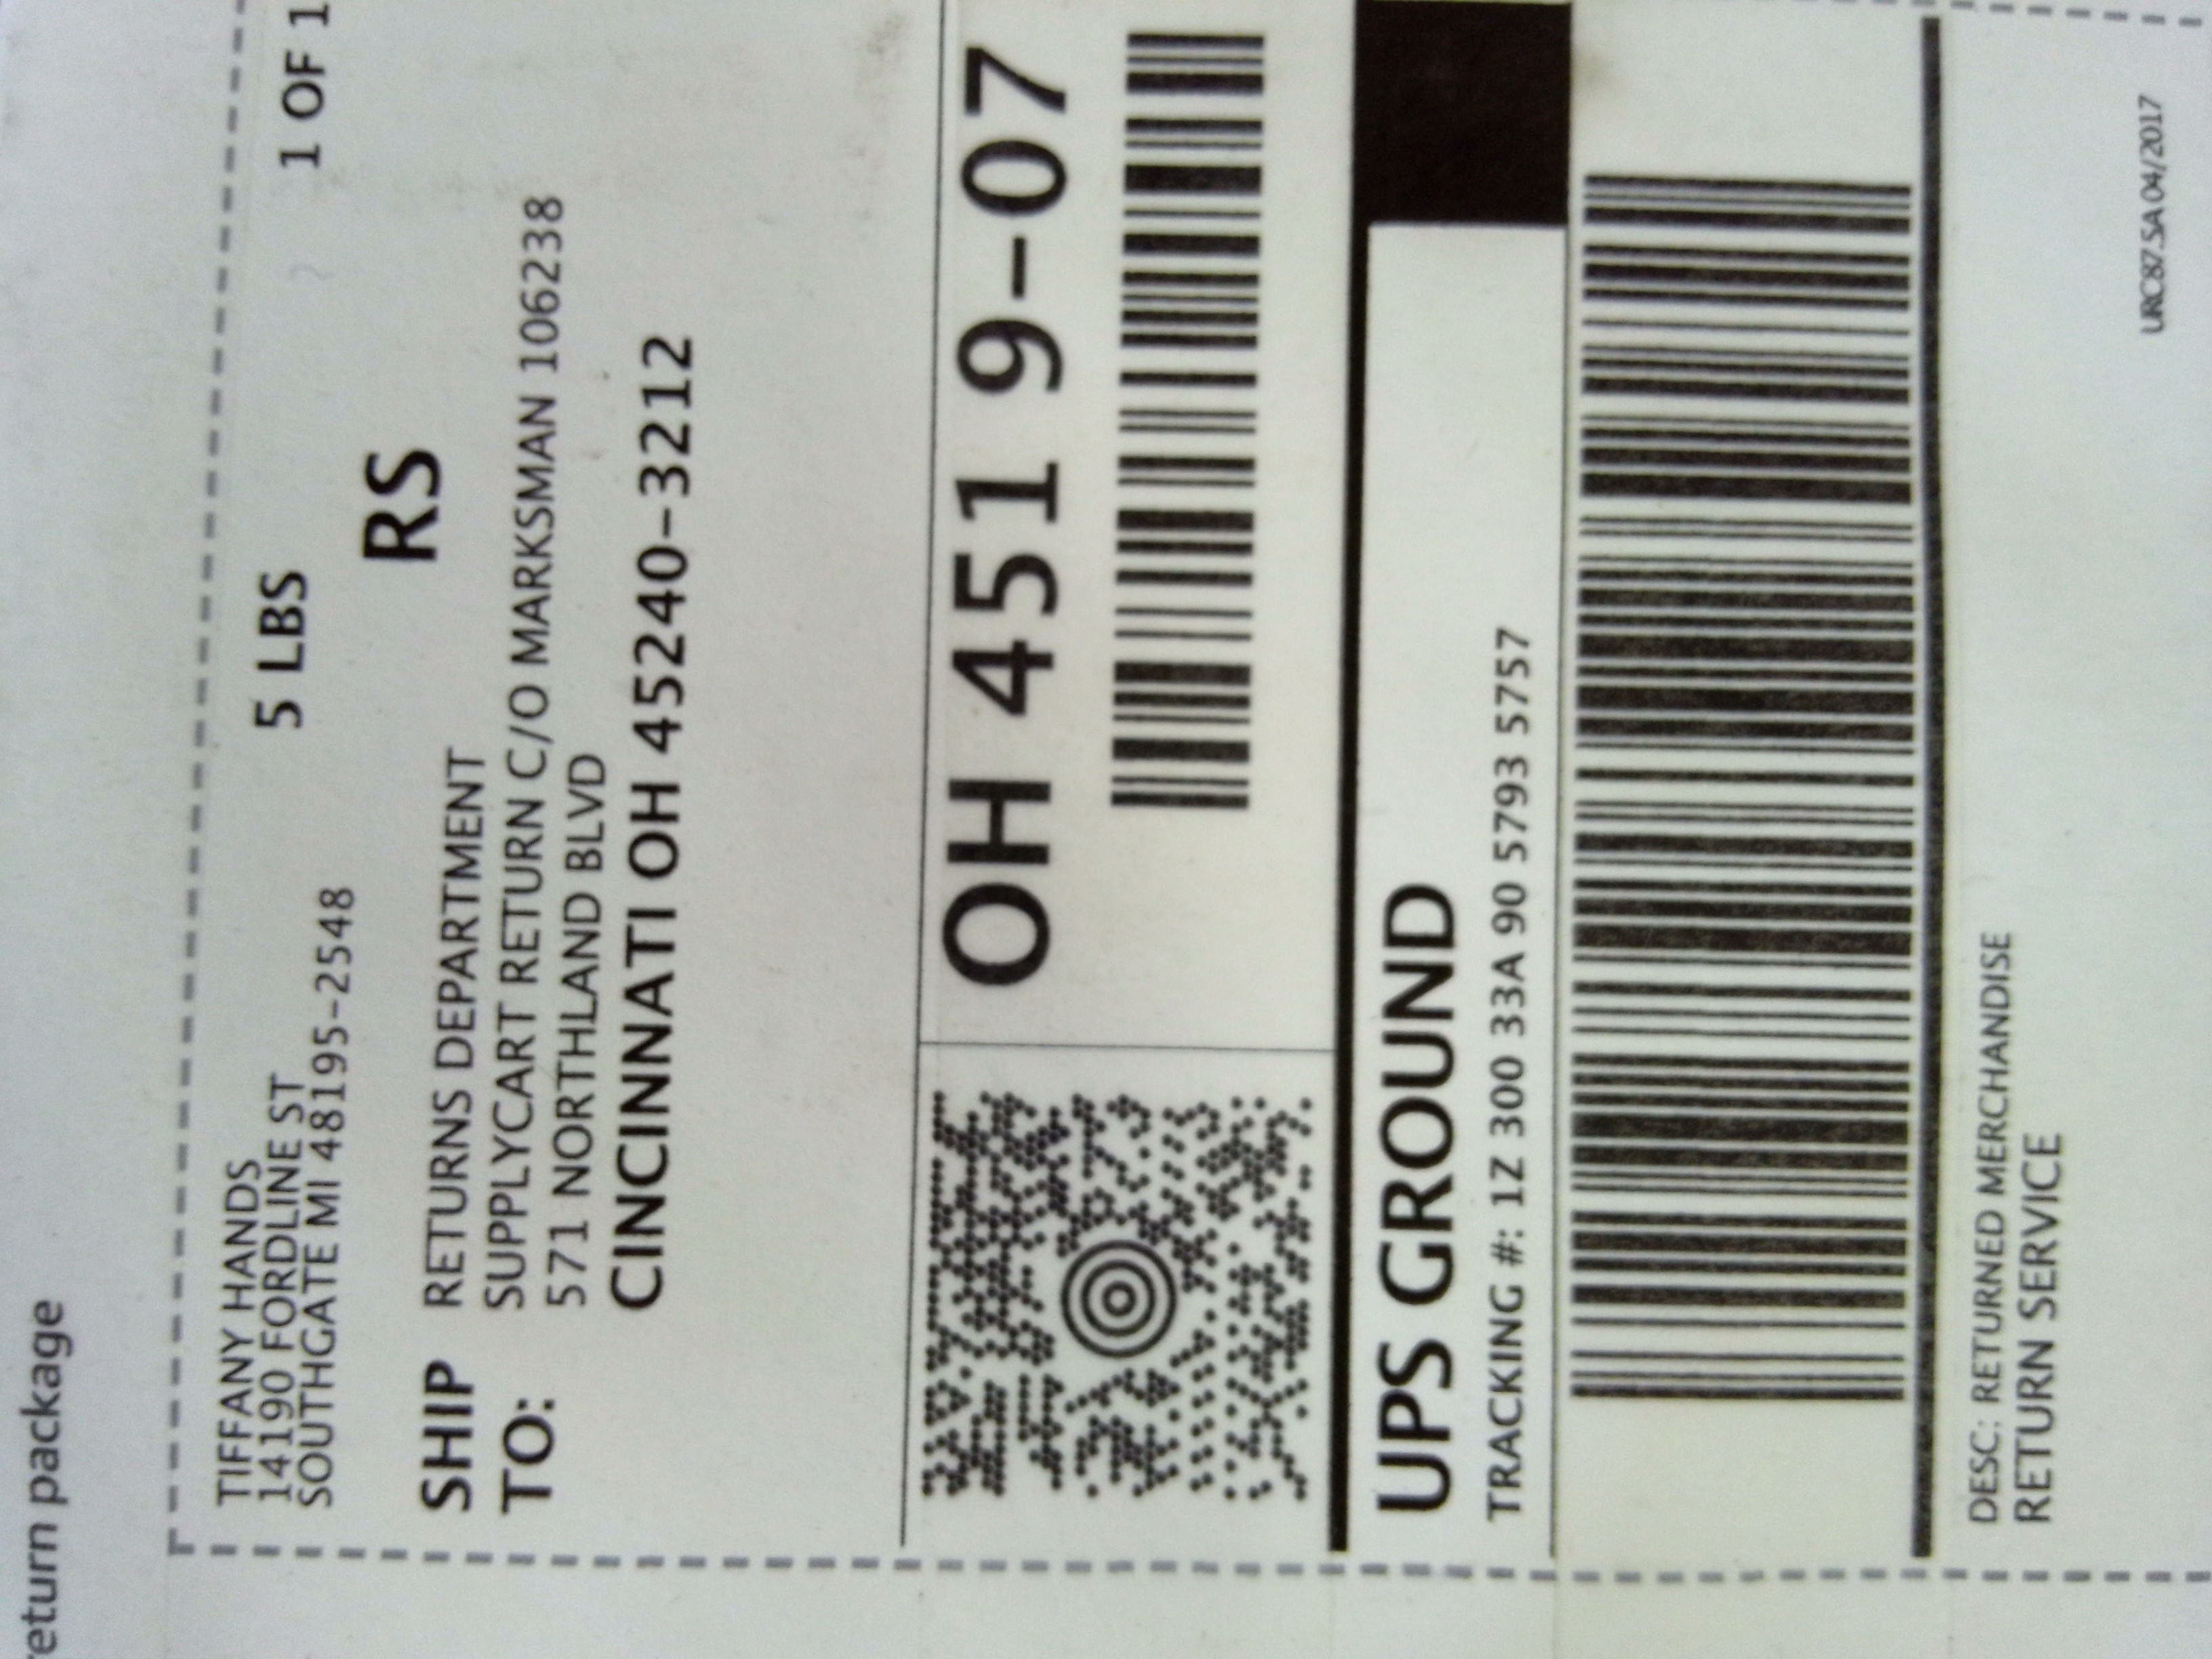 return package
TIFFANY HANDS
14190 FORDLINE ST
SOUTHGATE MI 48195-2548
5 LBS
1 OF 1
RS
SHIP TO:
RETURNS DEPARTMENT
SUPPLYCART RETURN C/O MARKSMAN 106238
571 NORTHLAND BLVD
CINCINNATI OH 45240-3212
OH 451 9-07
UPS GROUND
TRACKING #: 1Z 300 33A 90 5793 5757
DESC: RETURNED MERCHANDISE
RETURN SERVICE
URC87.5A 04/2017